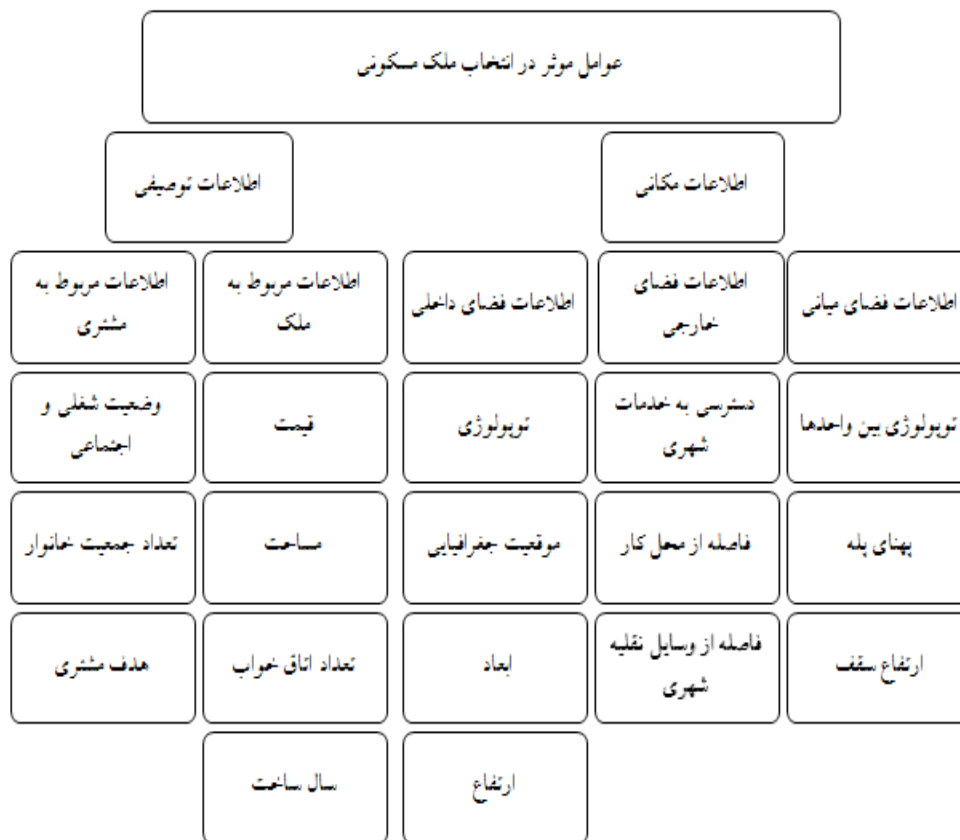 عوامل موثر در انتخاب ملک مسکونی
اطلاعات مکانی
اطلاعات توصیفی
اطلاعات فضای میانی
اطلاعات فضای
خارجی
اطلاعات فضای داخلی
اطلاعات مربوط به
ملک
اطلاعات مربوط به
مشتری
توپولوژی بین واحدها
دسترسی به خدمات
شهری
توپولوژی
قیمت
وضعیت شغلی و
اجتماعی
پهنای پله
فاصله از محل کار
موقعیت جغرافیایی
مساحت
تعداد جمعیت خانوار
ارتفاع سقف
فاصله از وسایل نقلیه
شهری
ابعاد
تعداد اتاق خواب
هدف مشتری
ارتفاع
سال ساخت